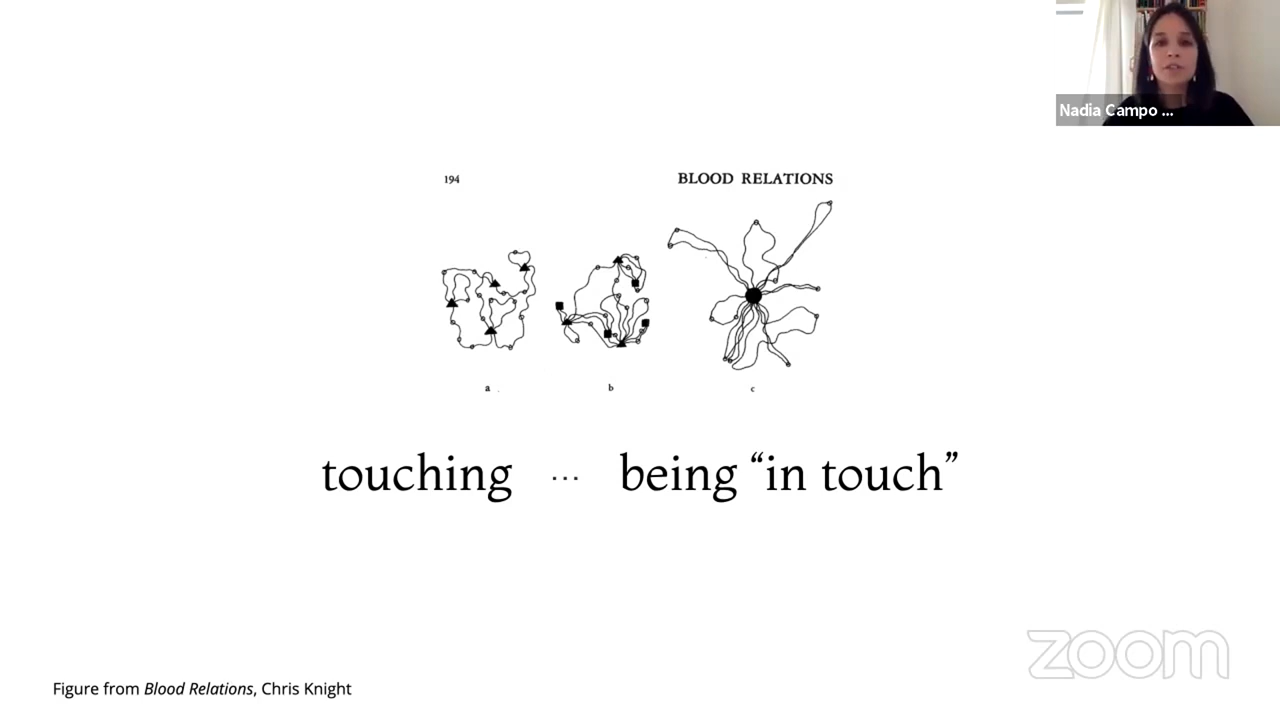 Nadia Campo ...
194
BLOOD RELATIONS
a
b
c
touching ... being “in touch”
zoom
Figure from Blood Relations, Chris Knight